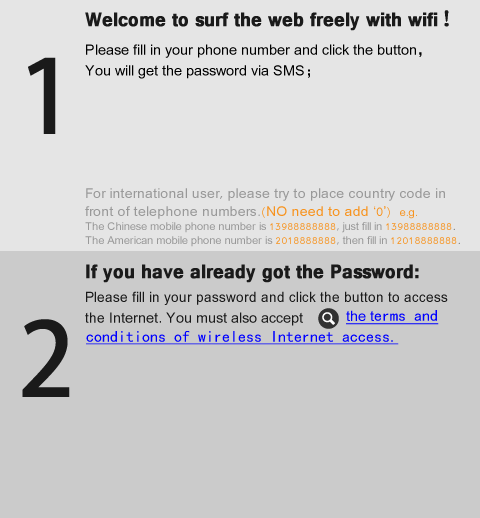 1
Welcome to surf the web freely with wifi！
Please fill in your phone number and click the button，
You will get the password via SMS；
For international user, please try to place country code in
front of telephone numbers.(NO need to add '0') e.g.
The Chinese mobile phone number is 13988888888, just fill in 13988888888.
The American mobile phone number is 2018888888, then fill in 12018888888.
2
If you have already got the Password:
Please fill in your password and click the button to access
the Internet. You must also accept the terms and
conditions of wireless Internet access.